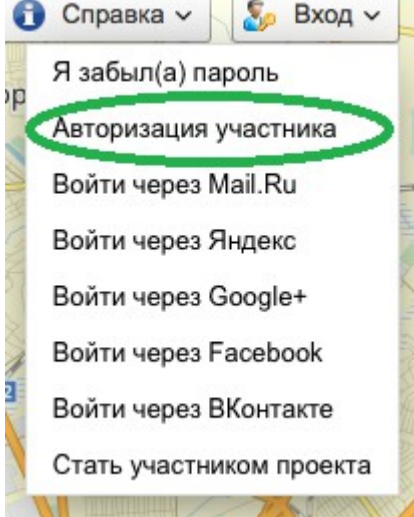 Справка Вход
Я забыл(а) пароль
Авторизация участника
Войти через Mail.Ru
Войти через Яндекс
Войти через Google+
Войти через Facebook
Войти через ВКонтакте
Стать участником проекта